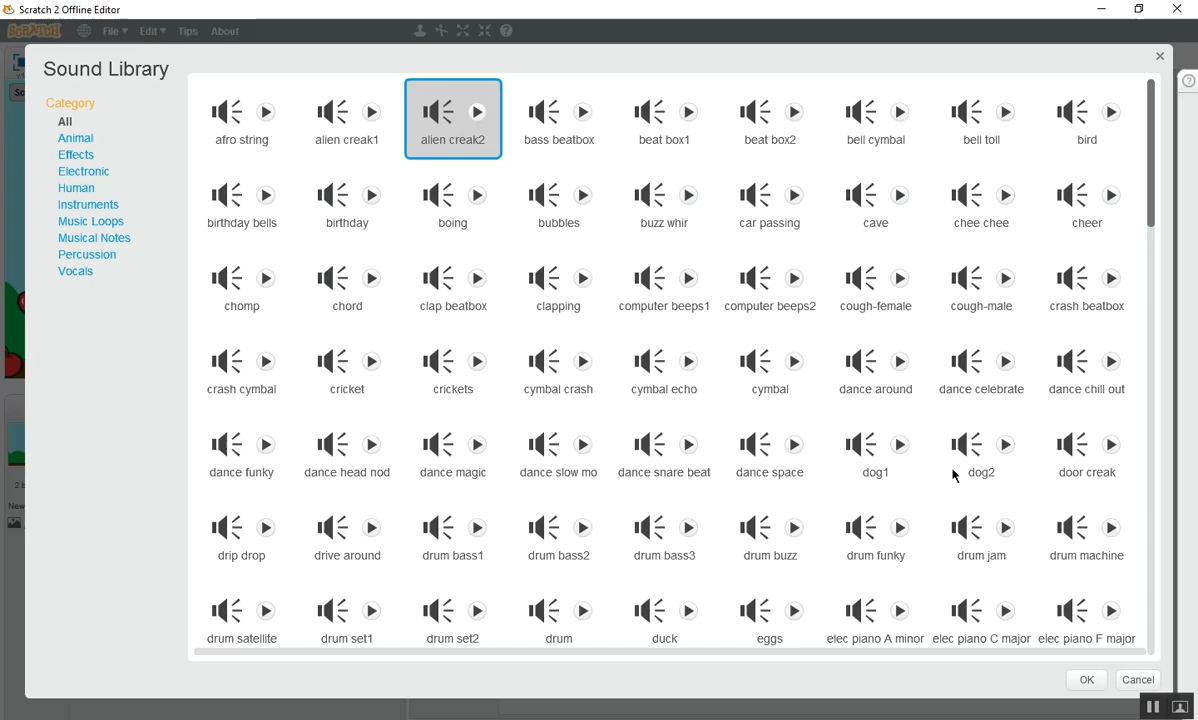 Scratch 2 Offline Editor
SCRATCH File Edit Tips About
Sound Library
Category
All
Animal
Effects
Electronic
Human
Instruments
Music Loops
Musical Notes
Percussion
Vocals
afro string alien creak1 alien creak2 bass beatbox beat box1 beat box2 bell cymbal bell toll bird
birthday bells birthday boing bubbles buzz whir car passing cave chee chee cheer
chomp chord clap beatbox clapping computer beeps1 computer beeps2 cough-female cough-male crash beatbox
crash cymbal cricket crickets cymbal crash cymbal echo cymbal dance around dance celebrate dance chill out
dance funky dance head nod dance magic dance slow mo dance snare beat dance space dog1 dog2 door creak
drip drop drive around drum bass1 drum bass2 drum bass3 drum buzz drum funky drum jam drum machine
drum satellite drum set1 drum set2 drum duck eggs elec piano A minor elec piano C major elec piano F major
OK Cancel